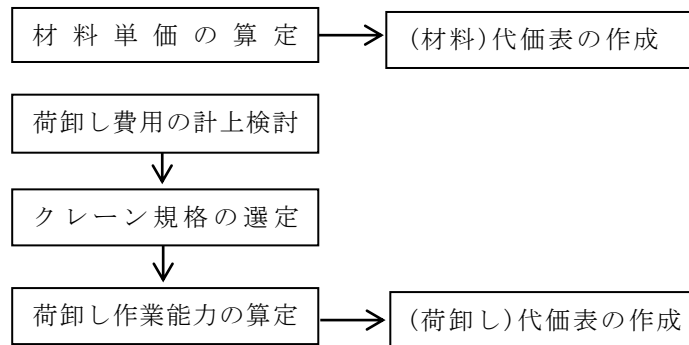 材料単価の算定
(材料)代価表の作成
荷卸し費用の計上検討
クレーン規格の選定
荷卸し作業能力の算定
(荷卸し)代価表の作成